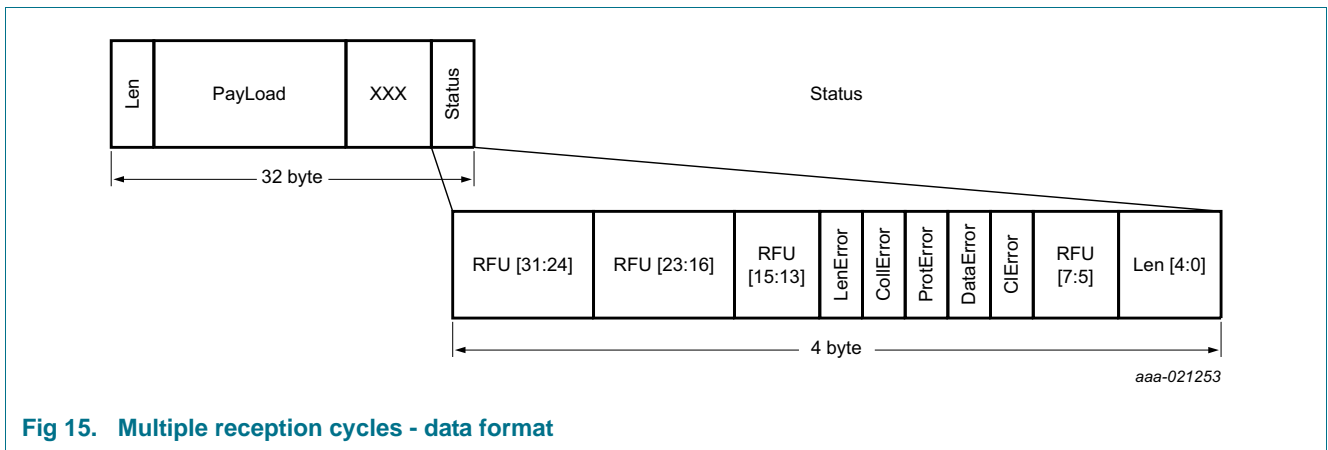 Len
PayLoad
XXX
Status
Status
32 byte
RFU [31:24]
RFU [23:16]
RFU
[15:13]
LenError
CollError
ProtError
DataError
ClError
RFU
[7:5]
Len [4:0]
4 byte
aaa-021253
Fig 15. Multiple reception cycles - data format